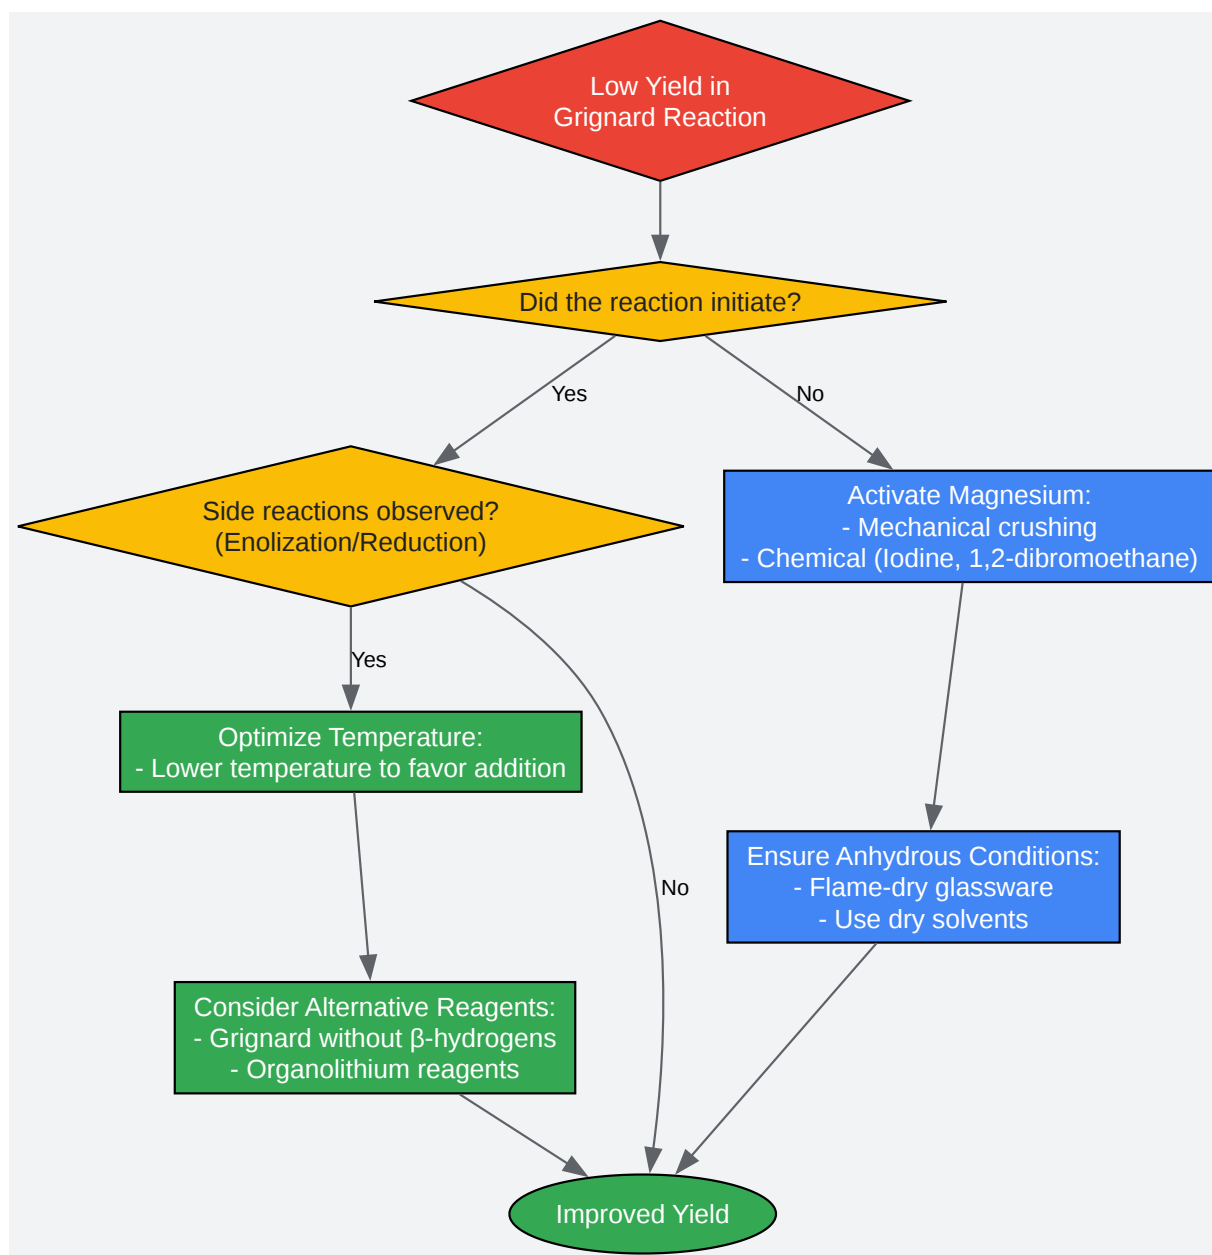 Low Yield in
Grignard Reaction
Did the reaction initiate?
Yes
No
Side reactions observed?
(Enolization/Reduction)
Activate Magnesium:
- Mechanical crushing
- Chemical (Iodine, 1,2-dibromoethane)
Yes
Optimize Temperature:
- Lower temperature to favor addition
No
Ensure Anhydrous Conditions:
- Flame-dry glassware
- Use dry solvents
Consider Alternative Reagents:
- Grignard without β-hydrogens
- Organolithium reagents
Improved Yield